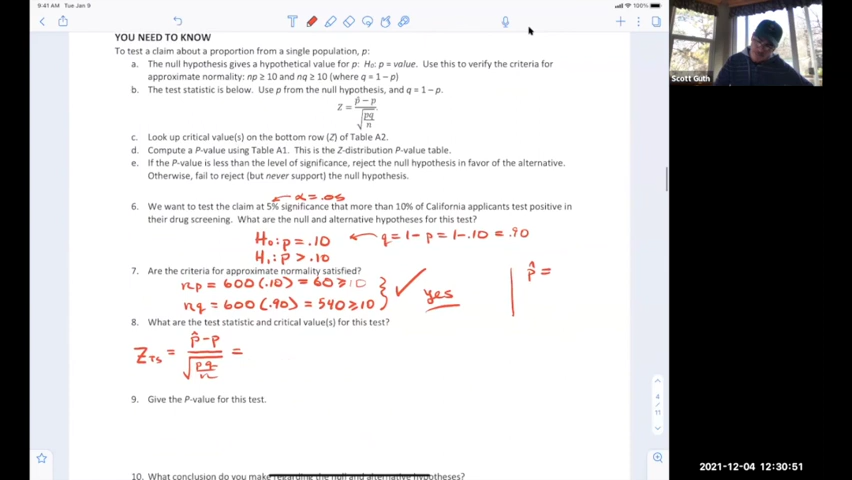 9:41 AM Tue Jan 9
100%
Scott Guth
YOU NEED TO KNOW
To test a claim about a proportion from a single population, p:
a. The null hypothesis gives a hypothetical value for p: H₀: p = value. Use this to verify the criteria for
approximate normality: np ≥ 10 and nq ≥ 10 (where q = 1 – p)
b. The test statistic is below. Use p from the null hypothesis, and q = 1 – p.
Z = (p̂ – p) / √(pq/n)
c. Look up critical value(s) on the bottom row (Z) of Table A2.
d. Compute a P-value using Table A1. This is the Z-distribution P-value table.
e. If the P-value is less than the level of significance, reject the null hypothesis in favor of the alternative.
Otherwise, fail to reject (but never support) the null hypothesis.
α = .05
6. We want to test the claim at 5% significance that more than 10% of California applicants test positive in
their drug screening. What are the null and alternative hypotheses for this test?
H₀: p = .10 ← q = 1 – p = 1 – .10 = .90
H₁: p > .10
7. Are the criteria for approximate normality satisfied?
np = 600 (.10) = 60 ≥ 10
nq = 600 (.90) = 540 ≥ 10 } ✓ yes
p̂ =
8. What are the test statistic and critical value(s) for this test?
Z_TS = (p̂ – p) / √(pq/n) =
9. Give the P-value for this test.
10. What conclusion do you make regarding the null and alternative hypotheses?
4
/
11
2021-12-04 12:30:51